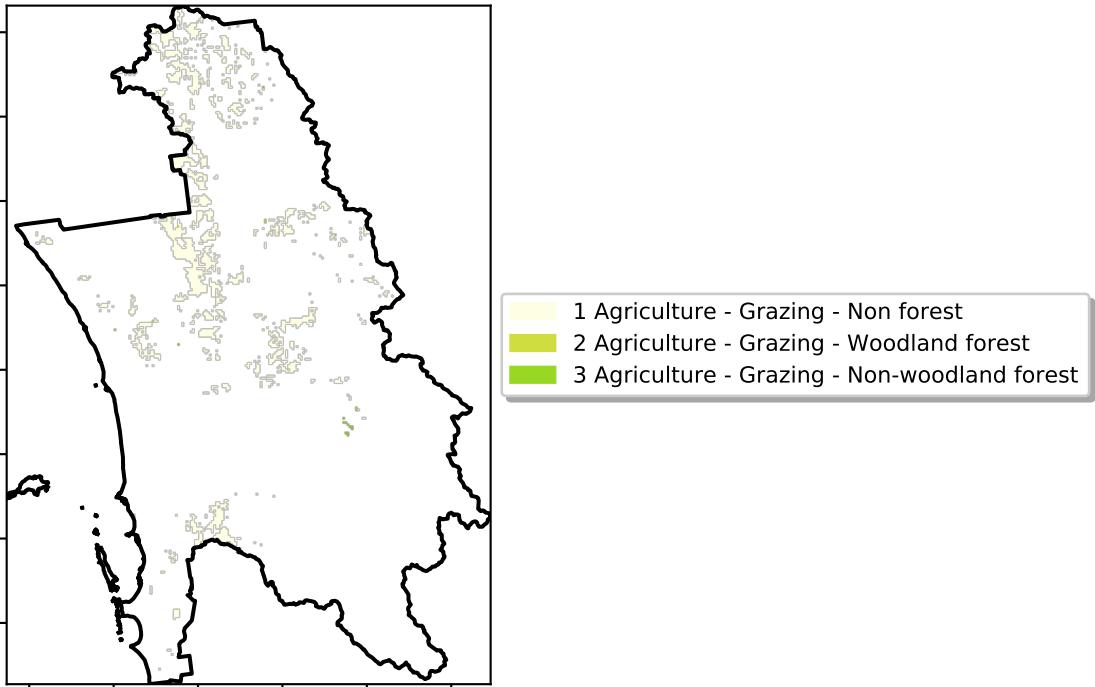 1 Agriculture - Grazing - Non forest
2 Agriculture - Grazing - Woodland forest
3 Agriculture - Grazing - Non-woodland forest